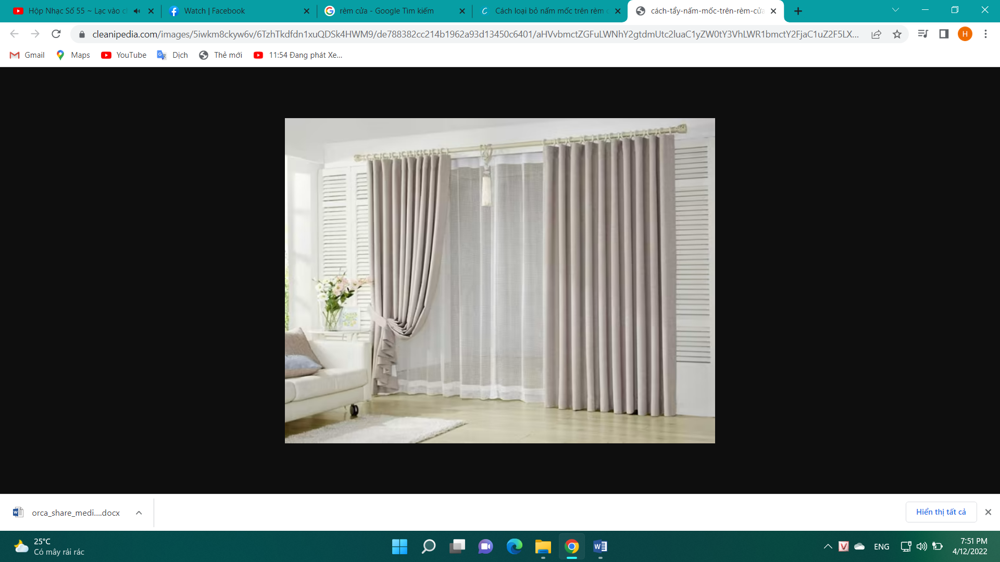 Hộp Nhạc Số 55 ~ Lạc vào c
Watch | Facebook
rèm cửa - Google Tìm kiếm
Cách loại bỏ nấm mốc trên rèm c
cách-tẩy-nấm-mốc-trên-rèm-cửa
cleanipedia.com/images/5iwkm8ckyw6v/6TzhTkdfdn1xuQDSk4HWM9/de788382cc214b1962a93d13450c6401/aHVvbmctZGFuLWNhY2gtdmUtc2luaC1yZW0tY3VhLWR1bmctY2FjaC1uZ2F5LX...
H
Gmail
Maps
YouTube
Dịch
Thẻ mới
11:54 Đang phát Xe...
orca_share_medi....docx
Hiển thị tất cả
25°C
Có mây rải rác
ENG
7:51 PM
4/12/2022